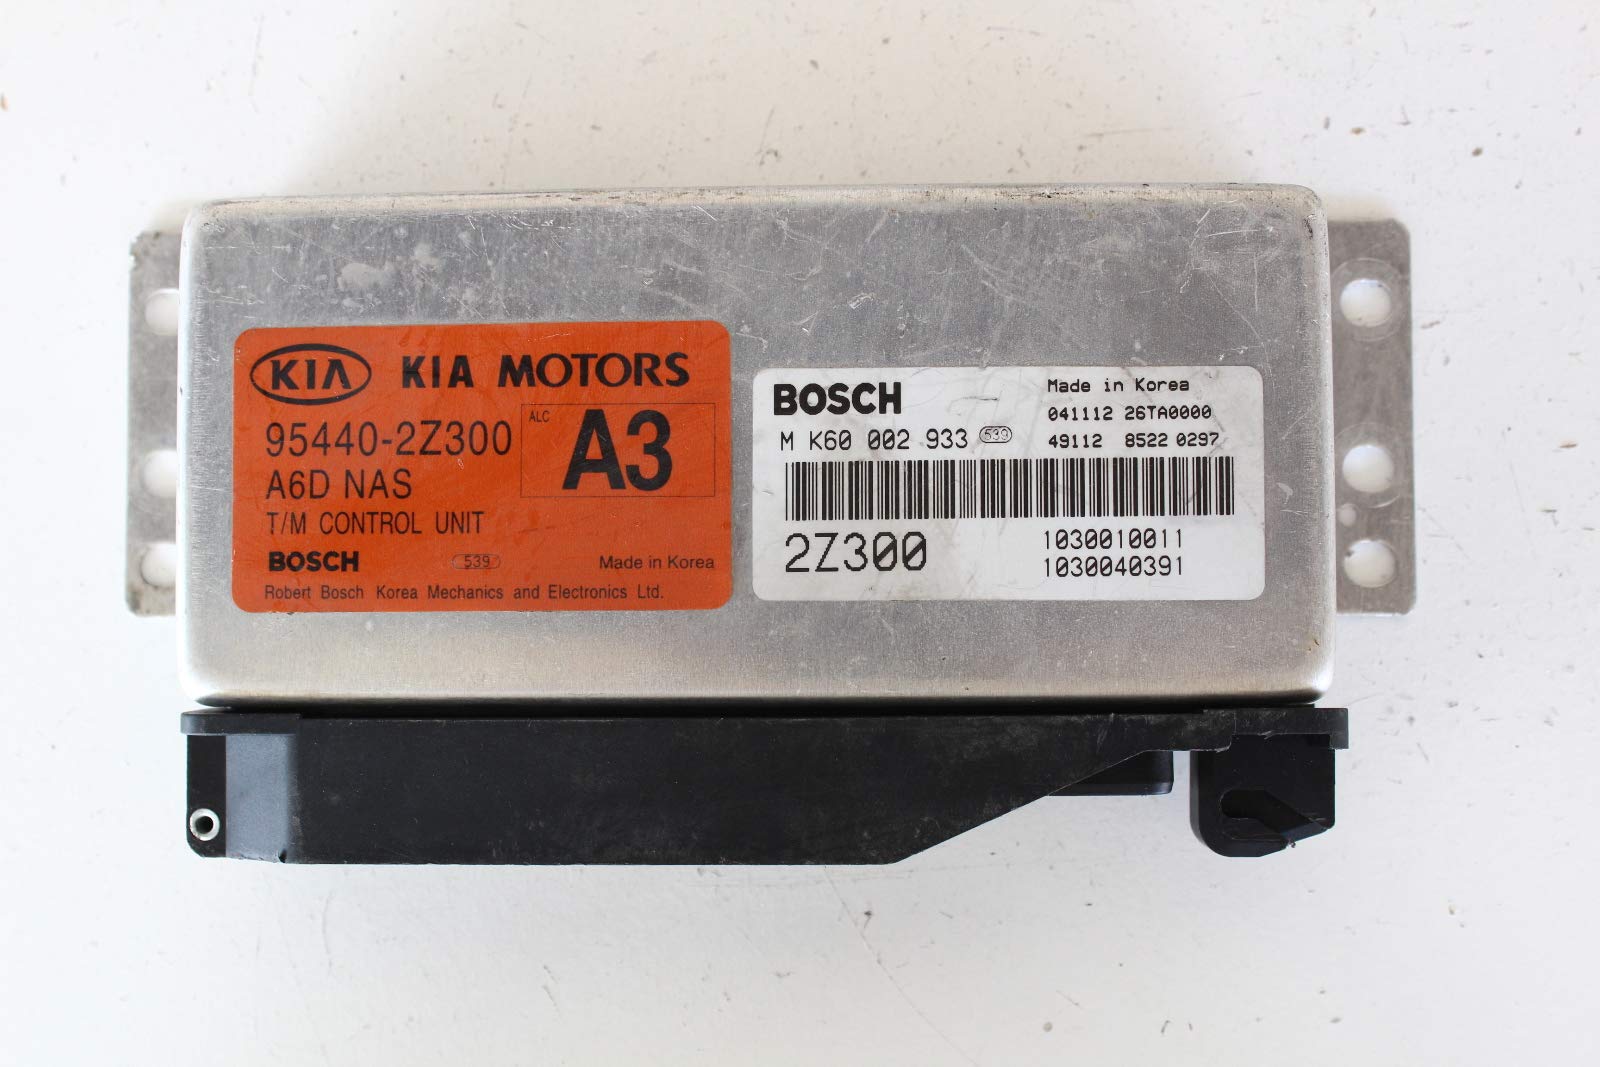 KIA KIA MOTORS
95440-2Z300
ALC
A3
A6D NAS
T/M CONTROL UNIT
BOSCH 539 Made in Korea
Robert Bosch Korea Mechanics and Electronics Ltd.
BOSCH Made in Korea
041112 26TA0000
M K60 002 933 539 49112 8522 0297
2Z300 1030010011
1030040391